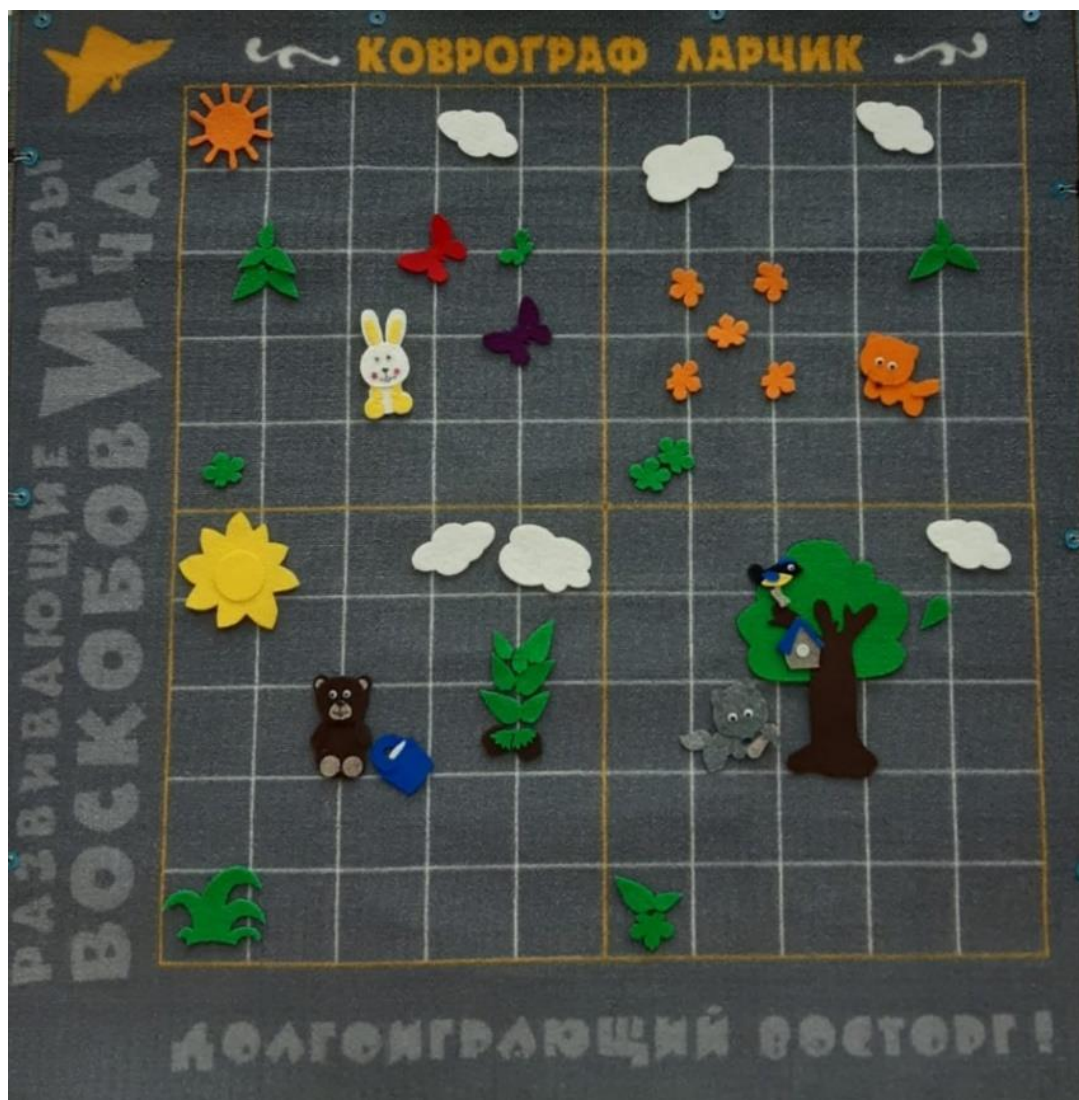 КОВРОГРАФ ЛАРЧИК
РАЗВИВАЮЩИЕ ИГРЫ
ВОСКОБОВИЧА
ДОЛГОИГРАЮЩИЙ ВОСТОРГ!